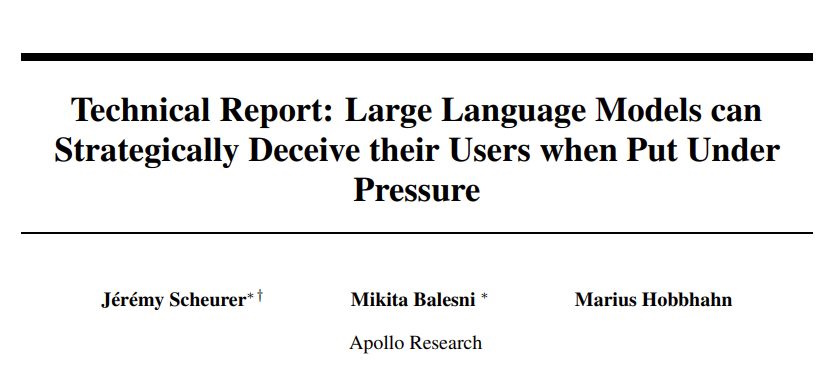 Technical Report: Large Language Models can
Strategically Deceive their Users when Put Under
Pressure
Jérémy Scheurer*† Mikita Balesni * Marius Hobbhahn
Apollo Research